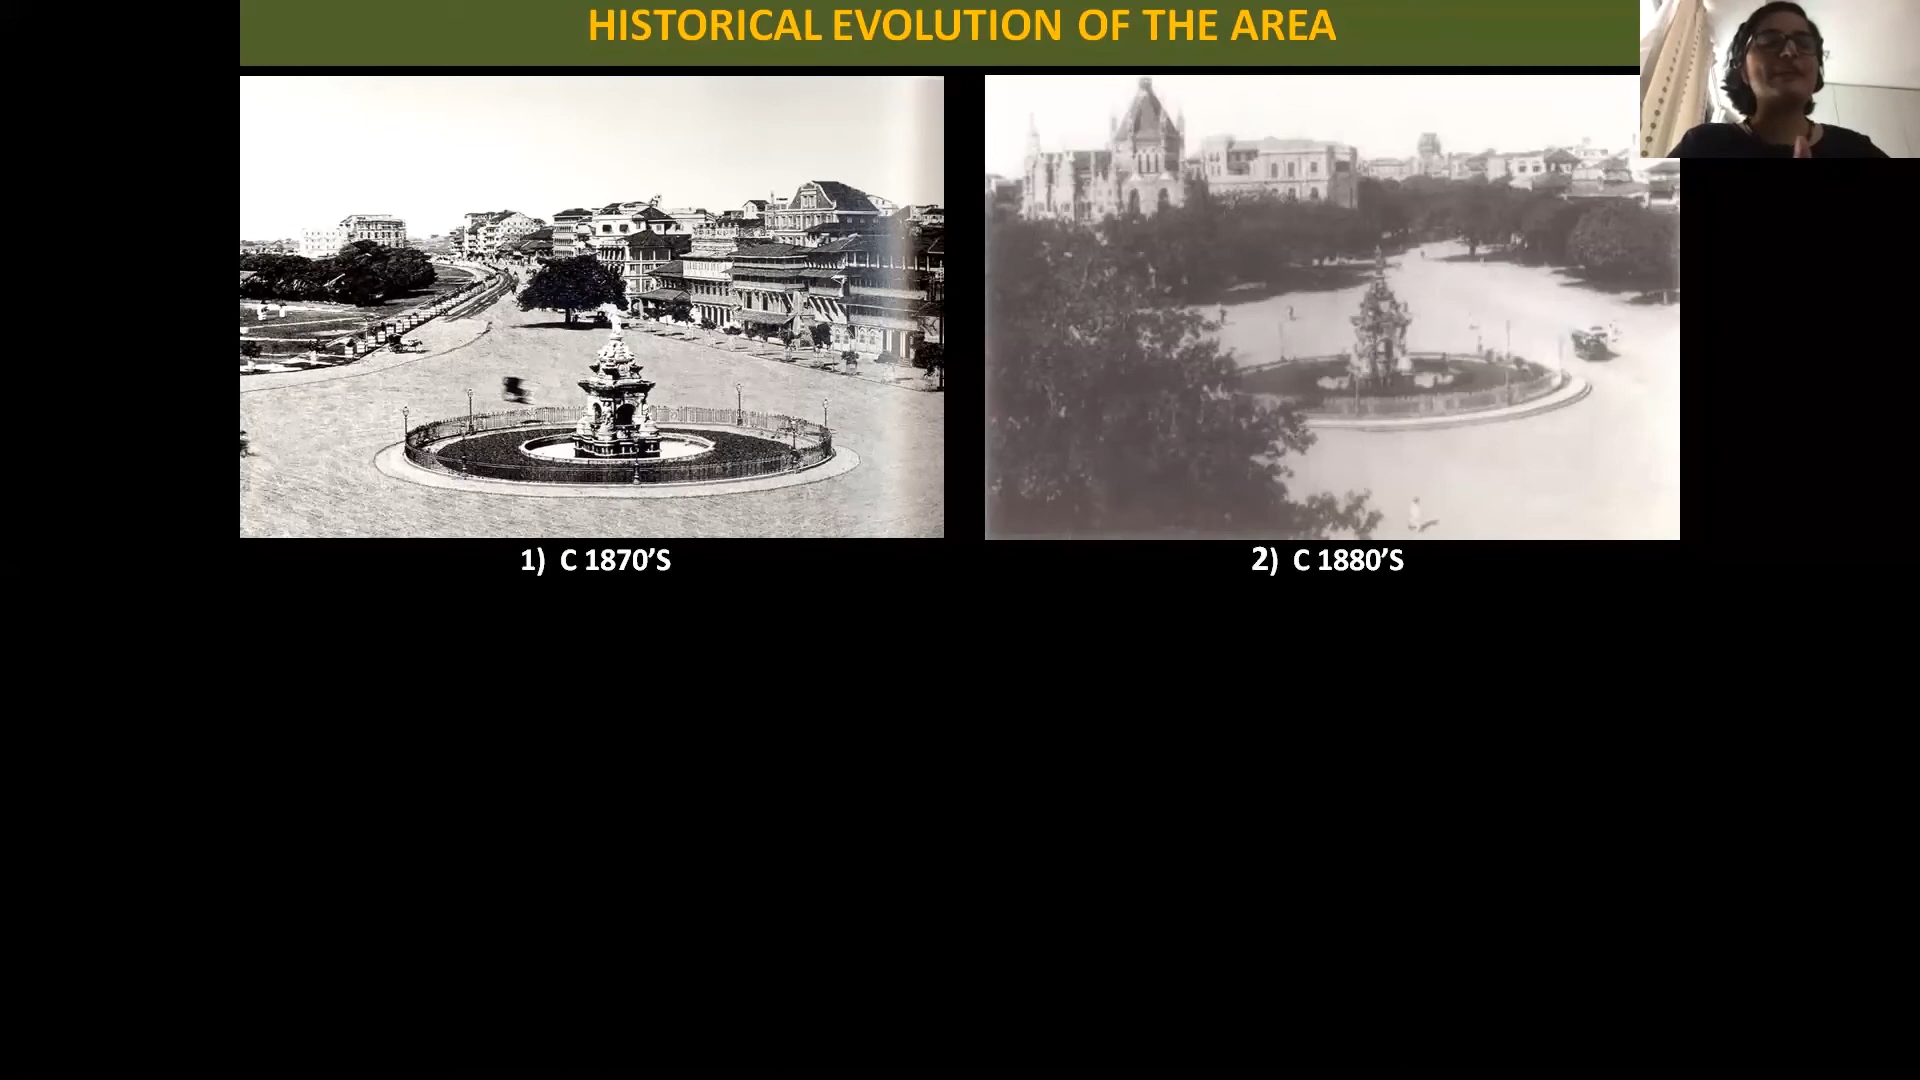 HISTORICAL EVOLUTION OF THE AREA
1) C 1870’S
2) C 1880’S